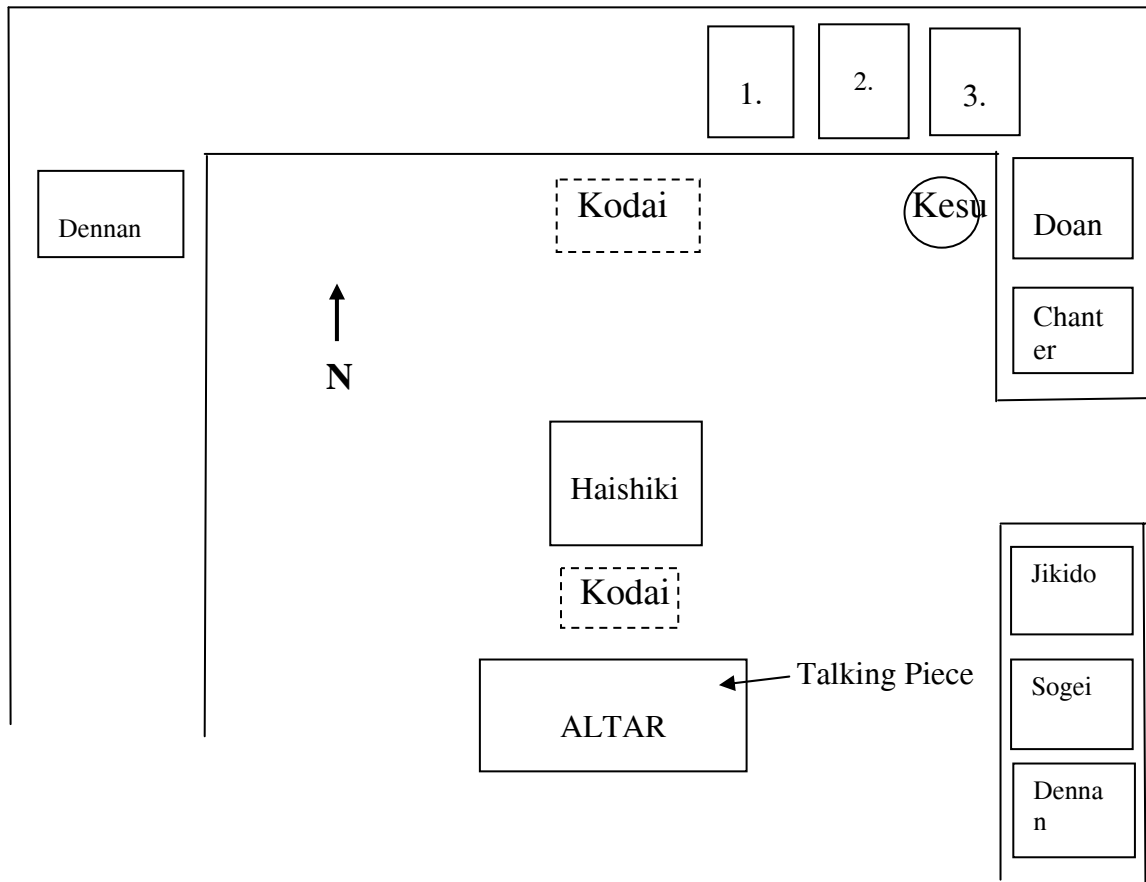 1.
2.
3.
Dennan
Kodai
Kesu
Doan
Chant
er
N
Haishiki
Jikido
Kodai
Talking Piece
Sogei
ALTAR
Denna
n